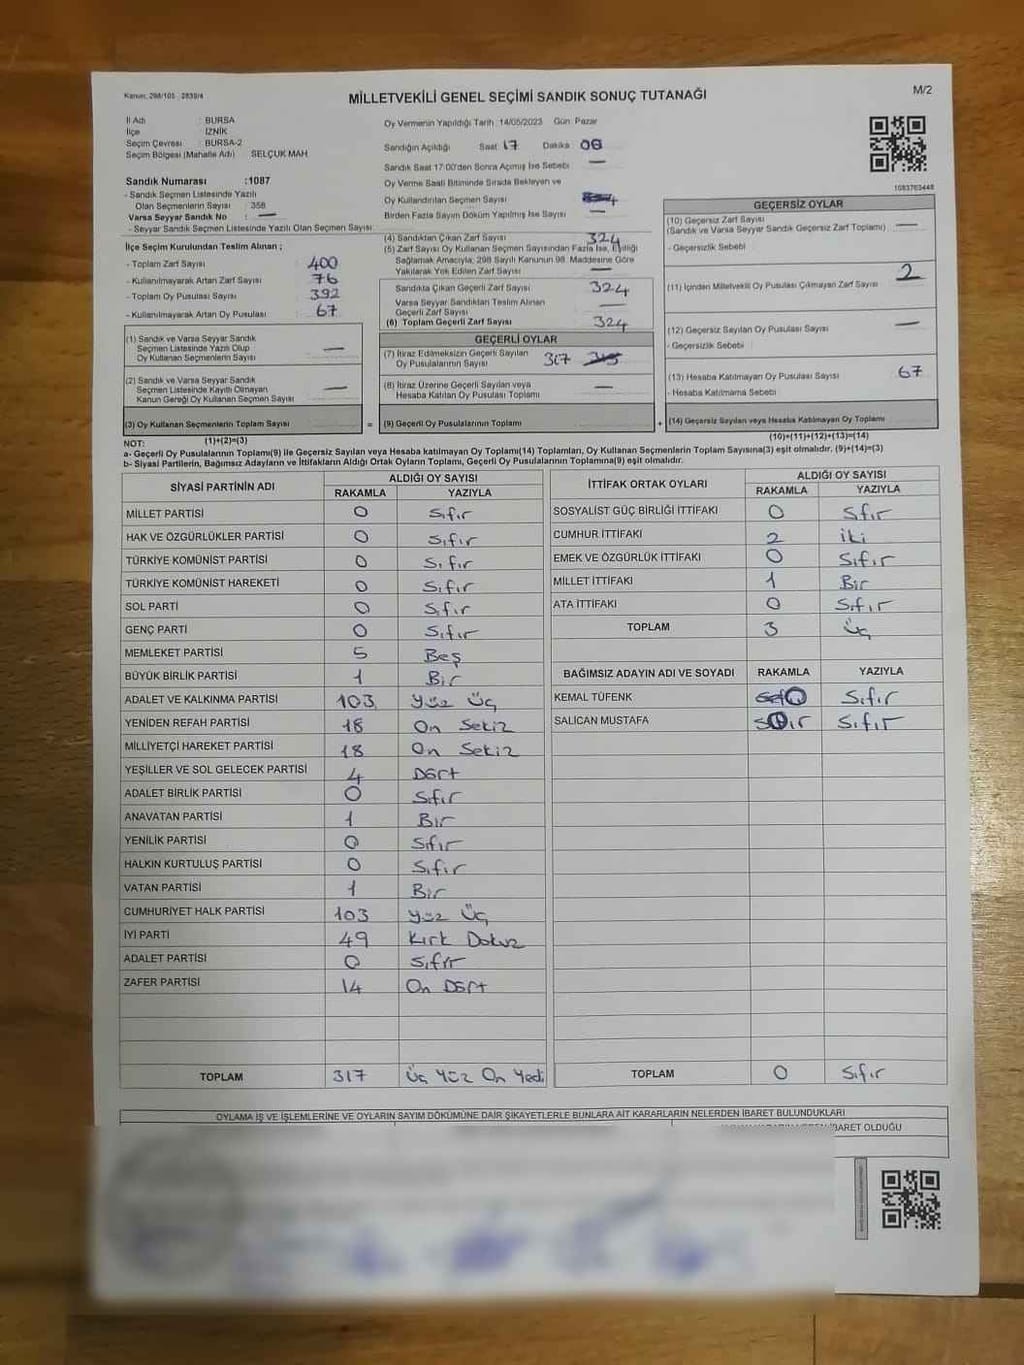 Kanun: 298/105 2839/4
MİLLETVEKİLİ GENEL SEÇİMİ SANDIK SONUÇ TUTANAĞI
M/2
İl Adı : BURSA
İlçe : İZNİK
Seçim Çevresi : BURSA-2
Seçim Bölgesi (Mahalle Adı) SELÇUK MAH
Sandık Numarası :1087
- Sandık Seçmen Listesinde Yazılı
Olan Seçmenlerin Sayısı : 358
Varsa Seyyar Sandık No : —
- Seyyar Sandık Seçmen Listesinde Yazılı Olan Seçmen Sayısı
İlçe Seçim Kurulundan Teslim Alınan ;
- Toplam Zarf Sayısı 400
- Kullanılmayarak Artan Zarf Sayısı 76
- Toplam Oy Pusulası Sayısı 392
- Kullanılmayarak Artan Oy Pusulası 67
(1) Sandık ve Varsa Seyyar Sandık
Seçmen Listesinde Yazılı Olup
Oy Kullanan Seçmenlerin Sayısı —
(2) Sandık ve Varsa Seyyar Sandık
Seçmen Listesinde Kayıtlı Olmayan
Kanun Gereği Oy Kullanan Seçmen Sayısı —
(3) Oy Kullanan Seçmenlerin Toplam Sayısı
Oy Vermenin Yapıldığı Tarih :14/05/2023 Gün Pazar
Sandığın Açıldığı Saat 17 Dakika 08
Sandık Saat 17:00'den Sonra Açılmış İse Sebebi —
Oy Verme Saati Bitiminde Sırada Bekleyen ve
Oy Kullandırılan Seçmen Sayısı 4
Birden Fazla Sayım Döküm Yapılmış İse Sayısı —
(4) Sandıktan Çıkan Zarf Sayısı 324
(5) Zarf Sayısı Oy Kullanan Seçmen Sayısından Fazla İse, Eşitliği
Sağlamak Amacıyla; 298 Sayılı Kanunun 98. Maddesine Göre
Yakılarak Yok Edilen Zarf Sayısı —
Sandıkta Çıkan Geçerli Zarf Sayısı 324
Varsa Seyyar Sandıktan Teslim Alınan
Geçerli Zarf Sayısı —
(6) Toplam Geçerli Zarf Sayısı 324
GEÇERLİ OYLAR
(7) İtiraz Edilmeksizin Geçerli Sayılan
Oy Pusulalarının Sayısı 317
(8) İtiraz Üzerine Geçerli Sayılan veya
Hesaba Katılan Oy Pusulası Toplamı —
= (9) Geçerli Oy Pusulalarının Toplamı +
1083763448
GEÇERSİZ OYLAR
(10) Geçersiz Zarf Sayısı
(Sandık ve Varsa Seyyar Sandık Geçersiz Zarf Toplamı) —
- Geçersizlik Sebebi
(11) İçinden Milletvekili Oy Pusulası Çıkmayan Zarf Sayısı 2
(12) Geçersiz Sayılan Oy Pusulası Sayısı —
- Geçersizlik Sebebi
(13) Hesaba Katılmayan Oy Pusulası Sayısı 67
- Hesaba Katılmama Sebebi
(14) Geçersiz Sayılan veya Hesaba Katılmayan Oy Toplamı
NOT: (1)+(2)=(3) (10)+(11)+(12)+(13)=(14)
a- Geçerli Oy Pusulalarının Toplamı(9) ile Geçersiz Sayılan veya hesaba katılmayan Oy Toplamı(14) Toplamları, Oy Kullanan Seçmenlerin Toplam Sayısına(3) eşit olmalıdır. (9)+(14)=(3)
b- Siyasi Partilerin, Bağımsız Adayların ve İttifakların Aldığı Ortak Oyların Toplamı, Geçerli Oy Pusulalarının Toplamına(9) eşit olmalıdır.
SİYASİ PARTİNİN ADI ALDIĞI OY SAYISI
RAKAMLA YAZIYLA
MİLLET PARTİSİ 0 Sıfır
HAK VE ÖZGÜRLÜKLER PARTİSİ 0 Sıfır
TÜRKİYE KOMÜNİST PARTİSİ 0 Sıfır
TÜRKİYE KOMÜNİST HAREKETİ 0 Sıfır
SOL PARTİ 0 Sıfır
GENÇ PARTİ 0 Sıfır
MEMLEKET PARTİSİ 5 Beş
BÜYÜK BİRLİK PARTİSİ 1 Bir
ADALET VE KALKINMA PARTİSİ 103 Yüz Üç
YENİDEN REFAH PARTİSİ 18 On Sekiz
MİLLİYETÇİ HAREKET PARTİSİ 18 On Sekiz
YEŞİLLER VE SOL GELECEK PARTİSİ 4 Dört
ADALET BİRLİK PARTİSİ 0 Sıfır
ANAVATAN PARTİSİ 1 Bir
YENİLİK PARTİSİ 0 Sıfır
HALKIN KURTULUŞ PARTİSİ 0 Sıfır
VATAN PARTİSİ 1 Bir
CUMHURİYET HALK PARTİSİ 103 Yüz Üç
İYİ PARTİ 49 Kırk Dokuz
ADALET PARTİSİ 0 Sıfır
ZAFER PARTİSİ 14 On Dört
TOPLAM 317 Üç Yüz On Yedi
İTTİFAK ORTAK OYLARI ALDIĞI OY SAYISI
RAKAMLA YAZIYLA
SOSYALİST GÜÇ BİRLİĞİ İTTİFAKI 0 Sıfır
CUMHUR İTTİFAKI 2 İki
EMEK VE ÖZGÜRLÜK İTTİFAKI 0 Sıfır
MİLLET İTTİFAKI 1 Bir
ATA İTTİFAKI 0 Sıfır
TOPLAM 3 Üç
BAĞIMSIZ ADAYIN ADI VE SOYADI RAKAMLA YAZIYLA
KEMAL TÜFENK 0 Sıfır
SALİCAN MUSTAFA 0 Sıfır
TOPLAM 0 Sıfır
OYLAMA İŞ VE İŞLEMLERİNE VE OYLARIN SAYIM DÖKÜMÜNE DAİR ŞİKAYETLERLE BUNLARA AİT KARARLARIN NELERDEN İBARET BULUNDUKLARI
İBARET OLDUĞU